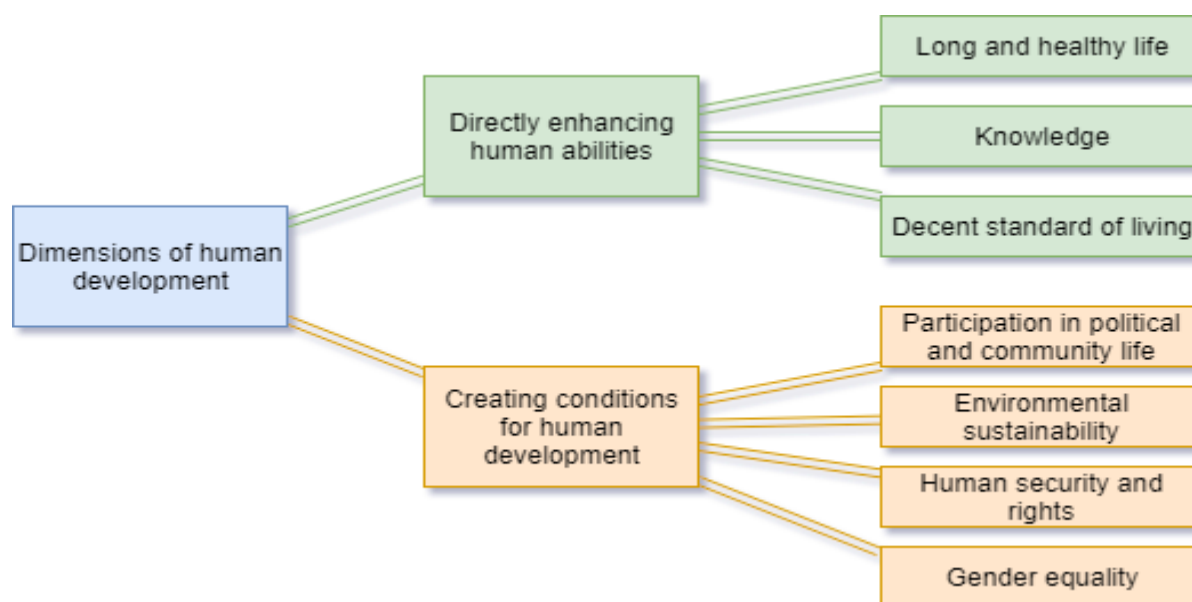 Dimensions of human
development
Directly enhancing
human abilities
Long and healthy life
Knowledge
Decent standard of living
Creating conditions
for human
development
Participation in political
and community life
Environmental
sustainability
Human security and
rights
Gender equality